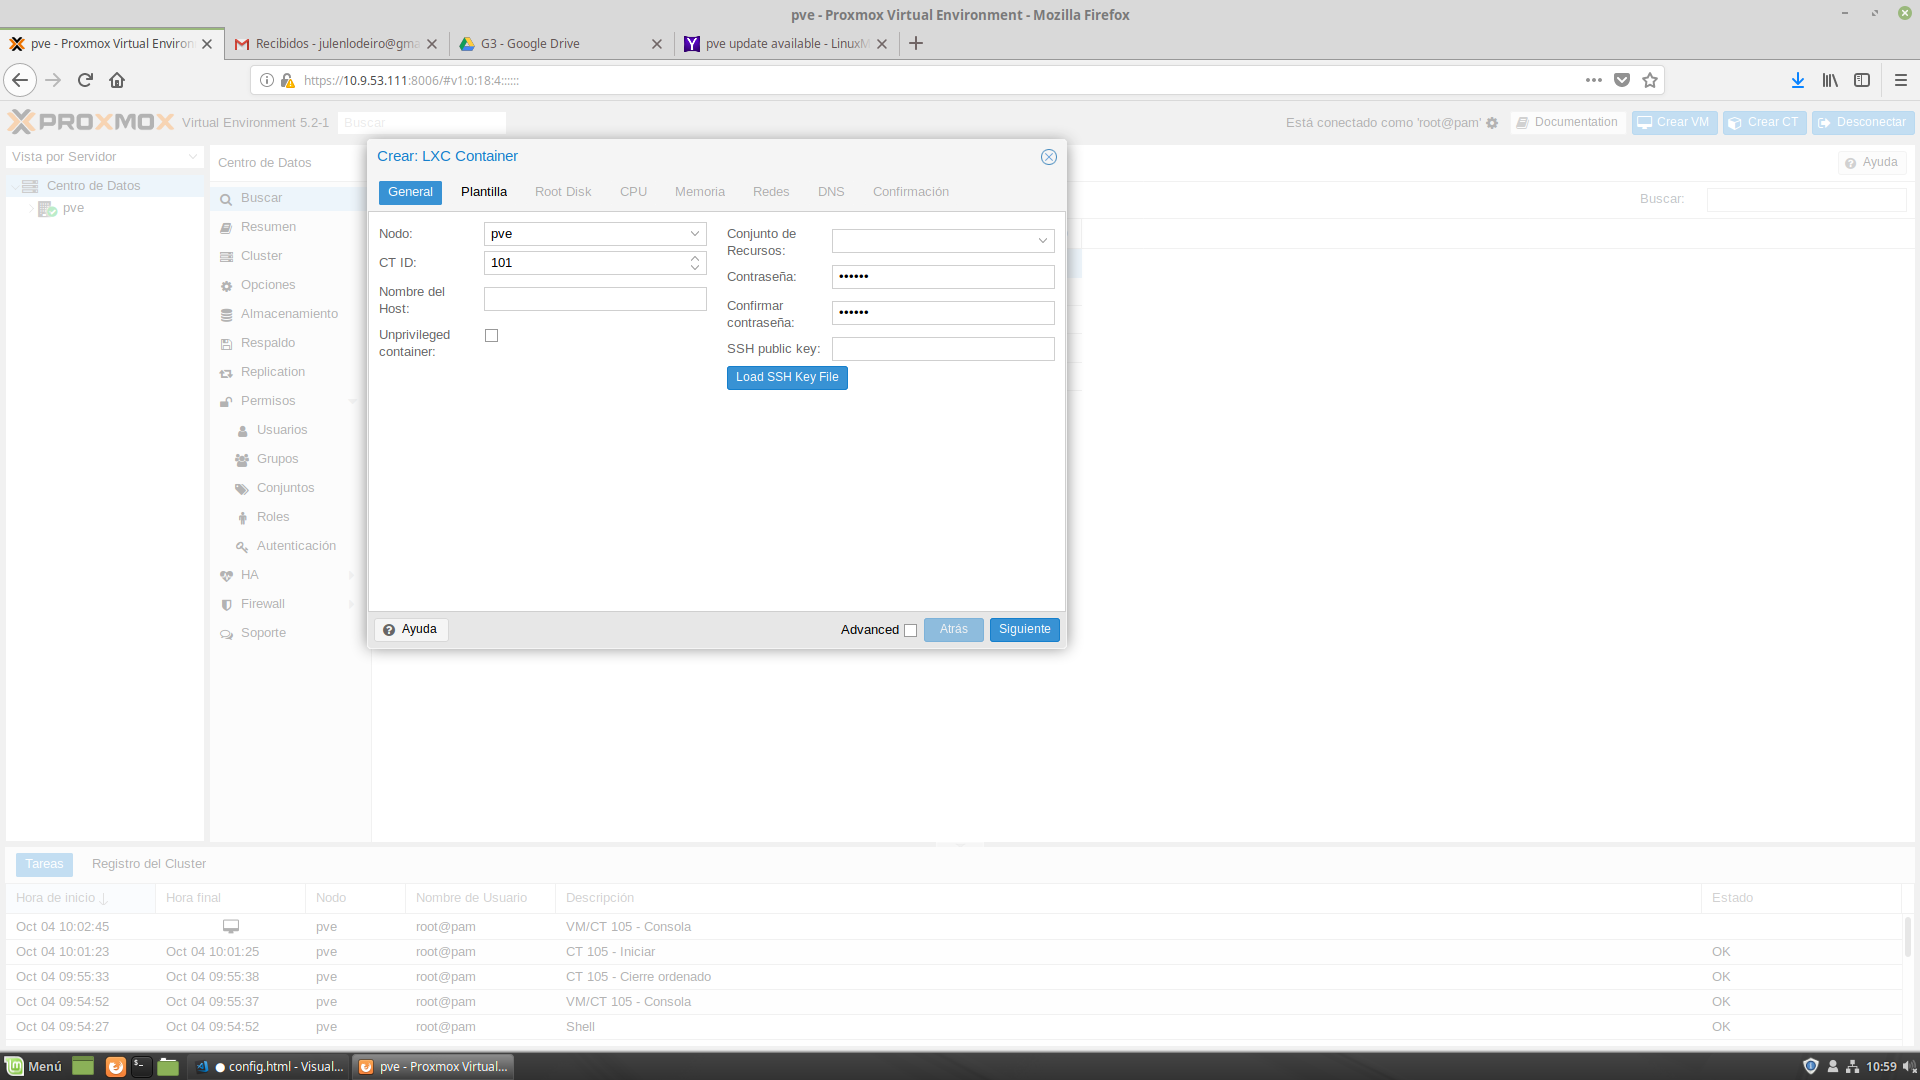 pve - Proxmox Virtual Environment - Mozilla Firefox
pve - Proxmox Virtual Environ
Recibidos - julenlodeiro@gma
G3 - Google Drive
pve update available - LinuxM
https://10.9.53.111:8006/#v1:0:18:4::::::
PROXMOX Virtual Environment 5.2-1
Buscar
Está conectado como 'root@pam'
Documentation
Crear VM
Crear CT
Desconectar
Vista por Servidor
Centro de Datos
pve
Centro de Datos
Ayuda
Buscar:
Buscar
Resumen
Cluster
Opciones
Almacenamiento
Respaldo
Replication
Permisos
Usuarios
Grupos
Conjuntos
Roles
Autenticación
HA
Firewall
Soporte
Crear: LXC Container
General Plantilla Root Disk CPU Memoria Redes DNS Confirmación
Nodo: pve
CT ID: 101
Nombre del
Host:
Unprivileged
container:
Conjunto de
Recursos:
Contraseña: ••••••
Confirmar
contraseña: ••••••
SSH public key:
Load SSH Key File
Ayuda
Advanced
Atrás
Siguiente
Tareas Registro del Cluster
Hora de inicio Hora final Nodo Nombre de Usuario Descripción Estado
Oct 04 10:02:45 pve root@pam VM/CT 105 - Consola
Oct 04 10:01:23 Oct 04 10:01:25 pve root@pam CT 105 - Iniciar OK
Oct 04 09:55:33 Oct 04 09:55:38 pve root@pam CT 105 - Cierre ordenado OK
Oct 04 09:54:52 Oct 04 09:55:37 pve root@pam VM/CT 105 - Consola OK
Oct 04 09:54:27 Oct 04 09:54:52 pve root@pam Shell OK
Menú
● config.html - Visual...
pve - Proxmox Virtual...
10:59